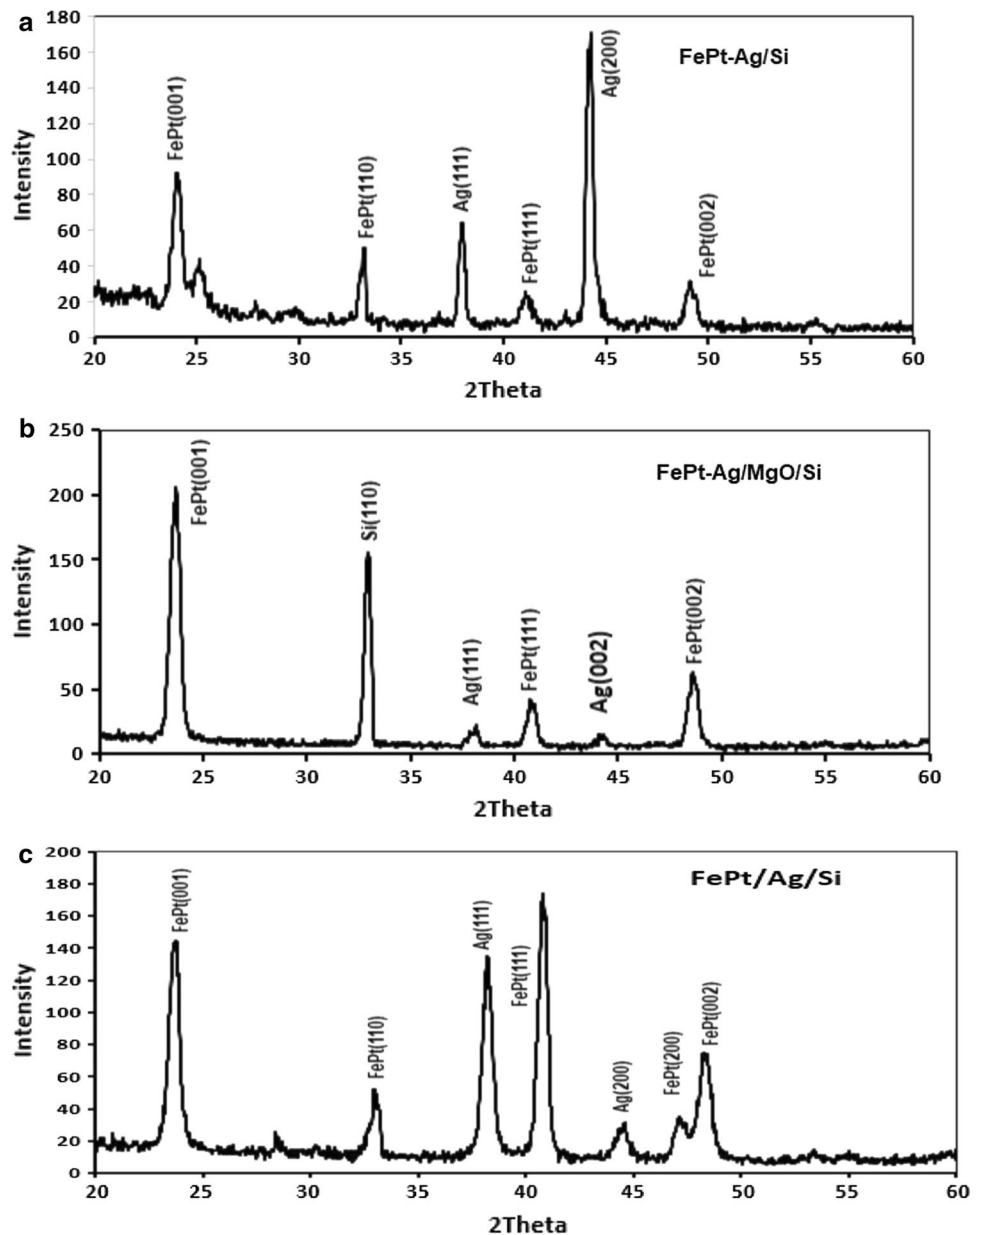 a
FePt-Ag/Si
Intensity
180
160
140
120
100
80
60
40
20
0
FePt(001)
FePt(110)
Ag(111)
FePt(111)
Ag(200)
FePt(002)
20 25 30 35 40 45 50 55 60
2Theta
b
FePt-Ag/MgO/Si
Intensity
250
200
150
100
50
0
FePt(001)
Si(110)
Ag(111)
FePt(111)
Ag(002)
FePt(002)
20 25 30 35 40 45 50 55 60
2Theta
c
FePt/Ag/Si
Intensity
200
180
160
140
120
100
80
60
40
20
0
FePt(001)
FePt(110)
Ag(111)
FePt(111)
Ag(200)
FePt(200)
FePt(002)
20 25 30 35 40 45 50 55 60
2Theta